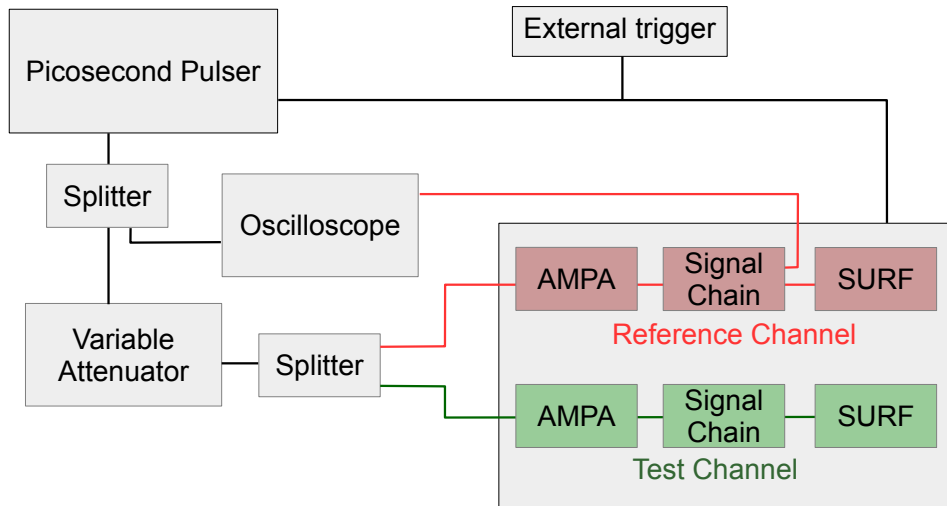 External trigger
Picosecond Pulser
Splitter
Oscilloscope
AMPA
Signal
Chain
SURF
Reference Channel
Variable
Attenuator
Splitter
AMPA
Signal
Chain
SURF
Test Channel